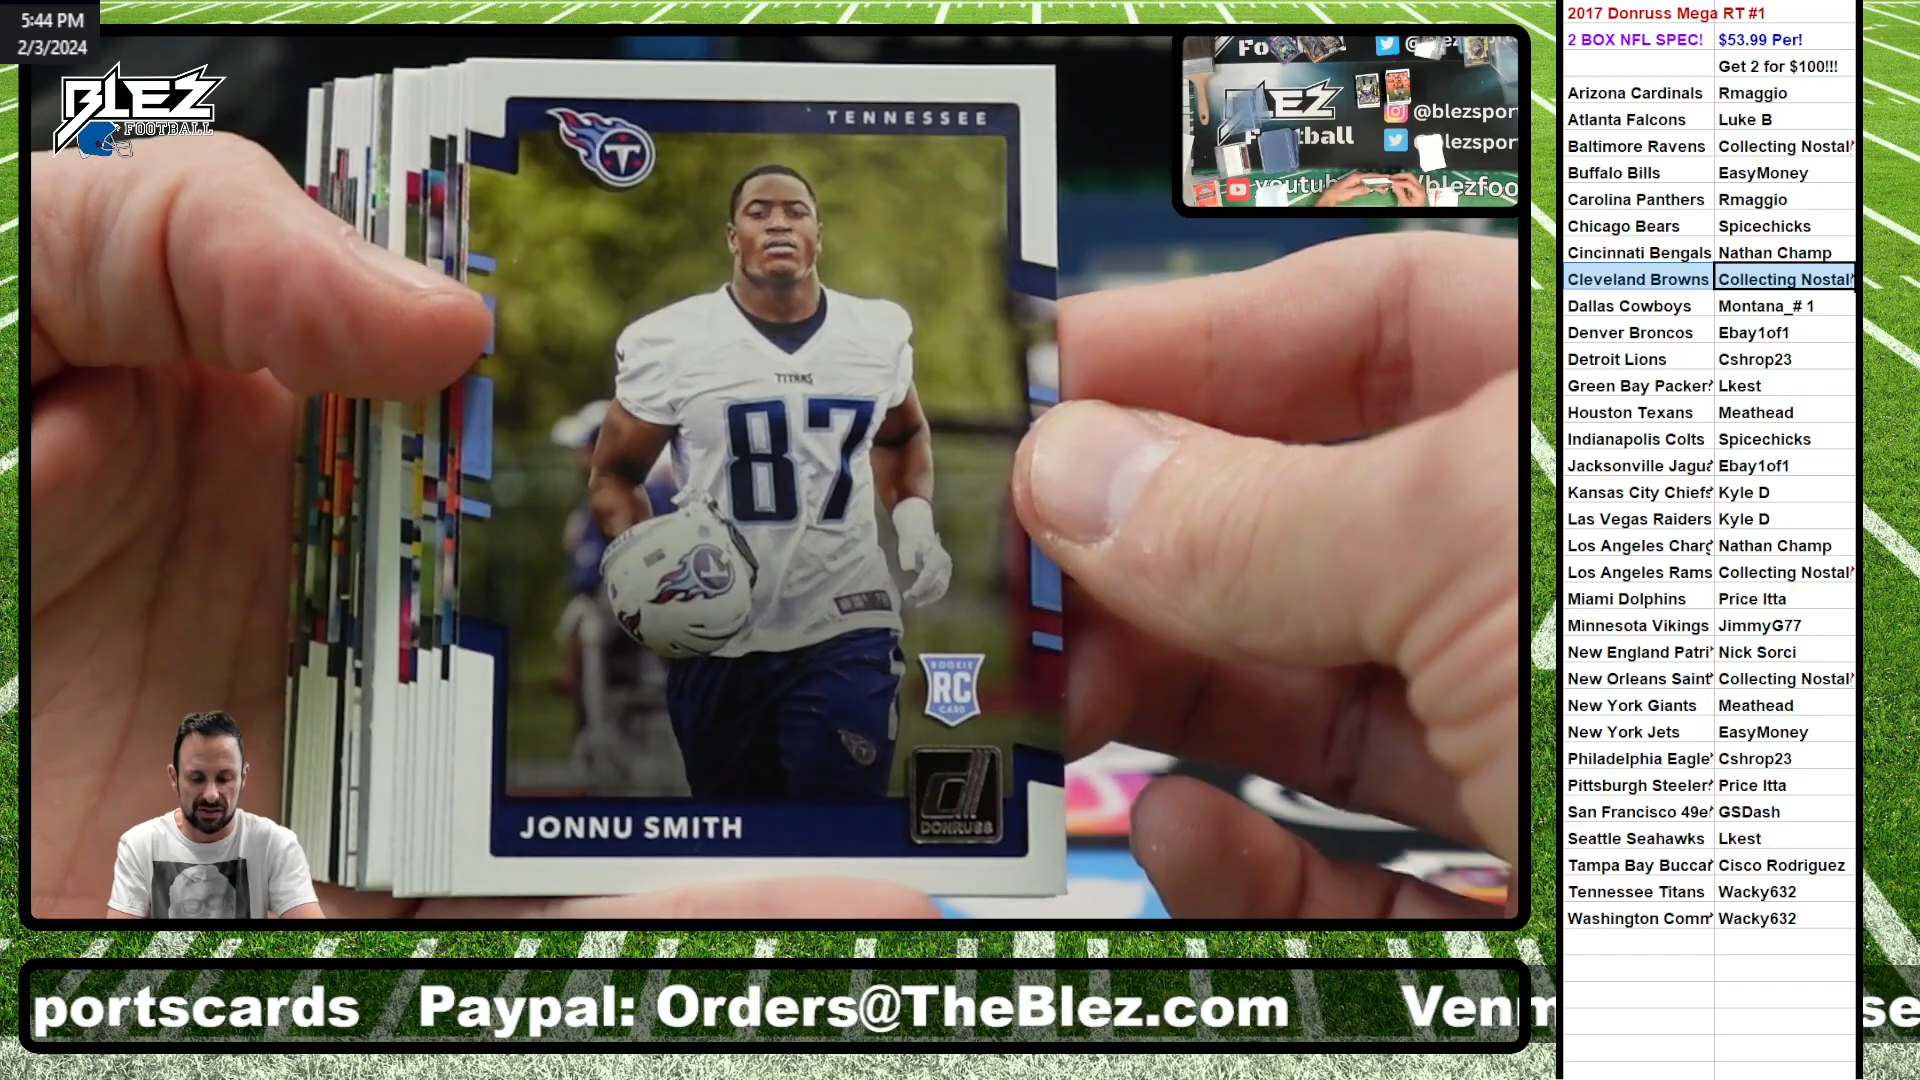 5:44 PM
2/3/2024
BLEZ
FOOTBALL
TENNESSEE
TITANS
87
ROOKIE
RC
CARD
DONRUSS
JONNU SMITH
BLEZ
@blezspor
youtub
blezfoo
portscards Paypal: Orders@TheBlez.com Venm
se
2017 Donruss Mega RT #1
2 BOX NFL SPEC! $53.99 Per!
Get 2 for $100!!!
Arizona Cardinals Rmaggio
Atlanta Falcons Luke B
Baltimore Ravens Collecting Nostal
Buffalo Bills EasyMoney
Carolina Panthers Rmaggio
Chicago Bears Spicechicks
Cincinnati Bengals Nathan Champ
Cleveland Browns Collecting Nostal
Dallas Cowboys Montana_# 1
Denver Broncos Ebay1of1
Detroit Lions Cshrop23
Green Bay Packer Lkest
Houston Texans Meathead
Indianapolis Colts Spicechicks
Jacksonville Jagua Ebay1of1
Kansas City Chiefs Kyle D
Las Vegas Raiders Kyle D
Los Angeles Charg Nathan Champ
Los Angeles Rams Collecting Nostal
Miami Dolphins Price Itta
Minnesota Vikings JimmyG77
New England Patri Nick Sorci
New Orleans Saint Collecting Nostal
New York Giants Meathead
New York Jets EasyMoney
Philadelphia Eagle Cshrop23
Pittsburgh Steeler Price Itta
San Francisco 49e GSDash
Seattle Seahawks Lkest
Tampa Bay Buccar Cisco Rodriguez
Tennessee Titans Wacky632
Washington Comm Wacky632